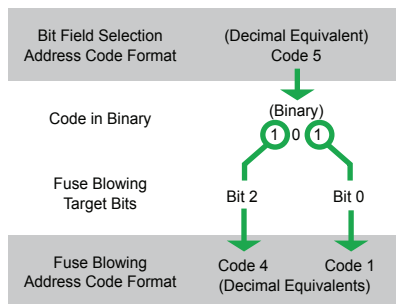 Bit Field Selection
Address Code Format
(Decimal Equivalent)
Code 5
Code in Binary
(Binary)
1 0 1
Fuse Blowing
Target Bits
Bit 2
Bit 0
Fuse Blowing
Address Code Format
Code 4
Code 1
(Decimal Equivalents)